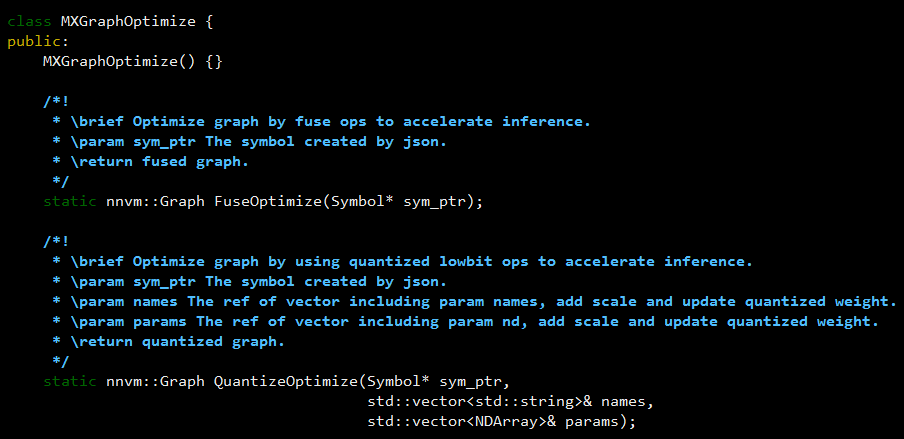 class MXGraphOptimize {
public:
    MXGraphOptimize() {}

    /*!
     * \brief Optimize graph by fuse ops to accelerate inference.
     * \param sym_ptr The symbol created by json.
     * \return fused graph.
     */
    static nnvm::Graph FuseOptimize(Symbol* sym_ptr);

    /*!
     * \brief Optimize graph by using quantized lowbit ops to accelerate inference.
     * \param sym_ptr The symbol created by json.
     * \param names The ref of vector including param names, add scale and update quantized weight.
     * \param params The ref of vector including param nd, add scale and update quantized weight.
     * \return quantized graph.
     */
    static nnvm::Graph QuantizeOptimize(Symbol* sym_ptr,
                                        std::vector<std::string>& names,
                                        std::vector<NDArray>& params);